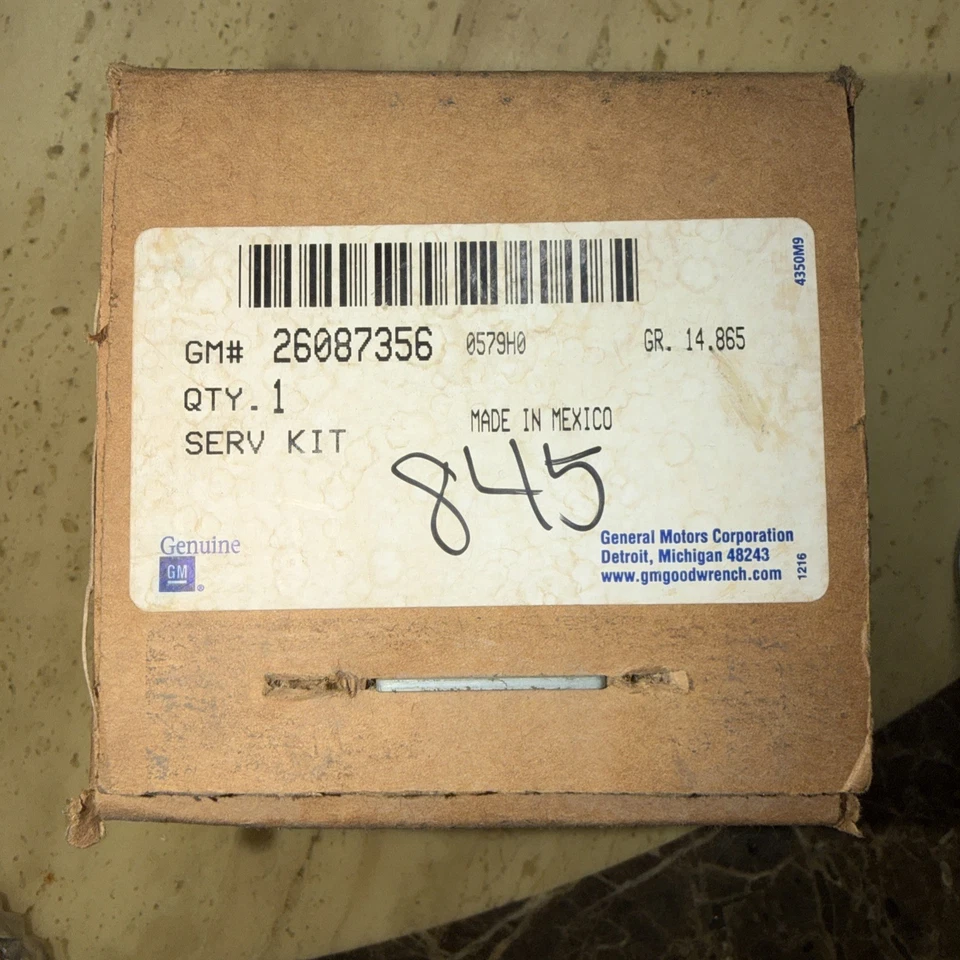 4350M9
GM# 26087356 0579H0 GR. 14.865
QTY. 1
MADE IN MEXICO
SERV KIT
845
Genuine
GM®
General Motors Corporation
Detroit, Michigan 48243
www.gmgoodwrench.com
1216